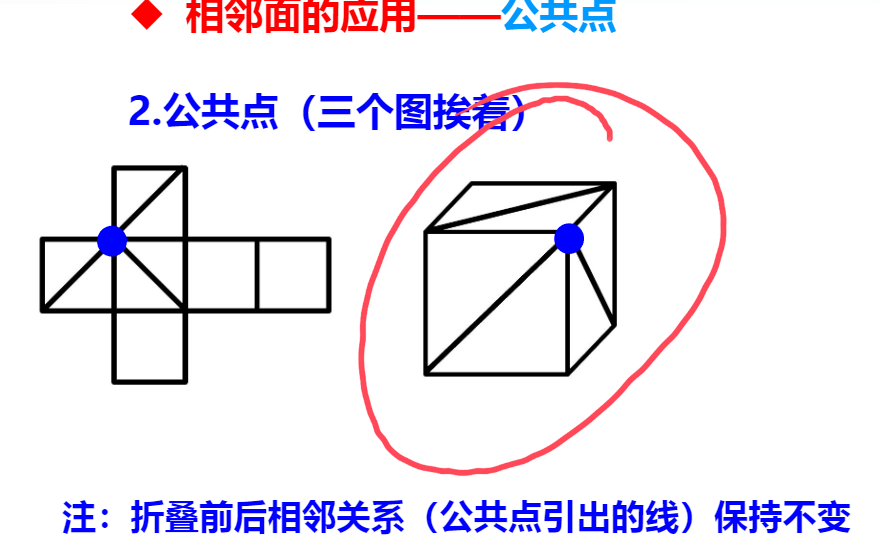 ◆ 相邻面的应用——公共点
2.公共点（三个图挨着）
注：折叠前后相邻关系（公共点引出的线）保持不变